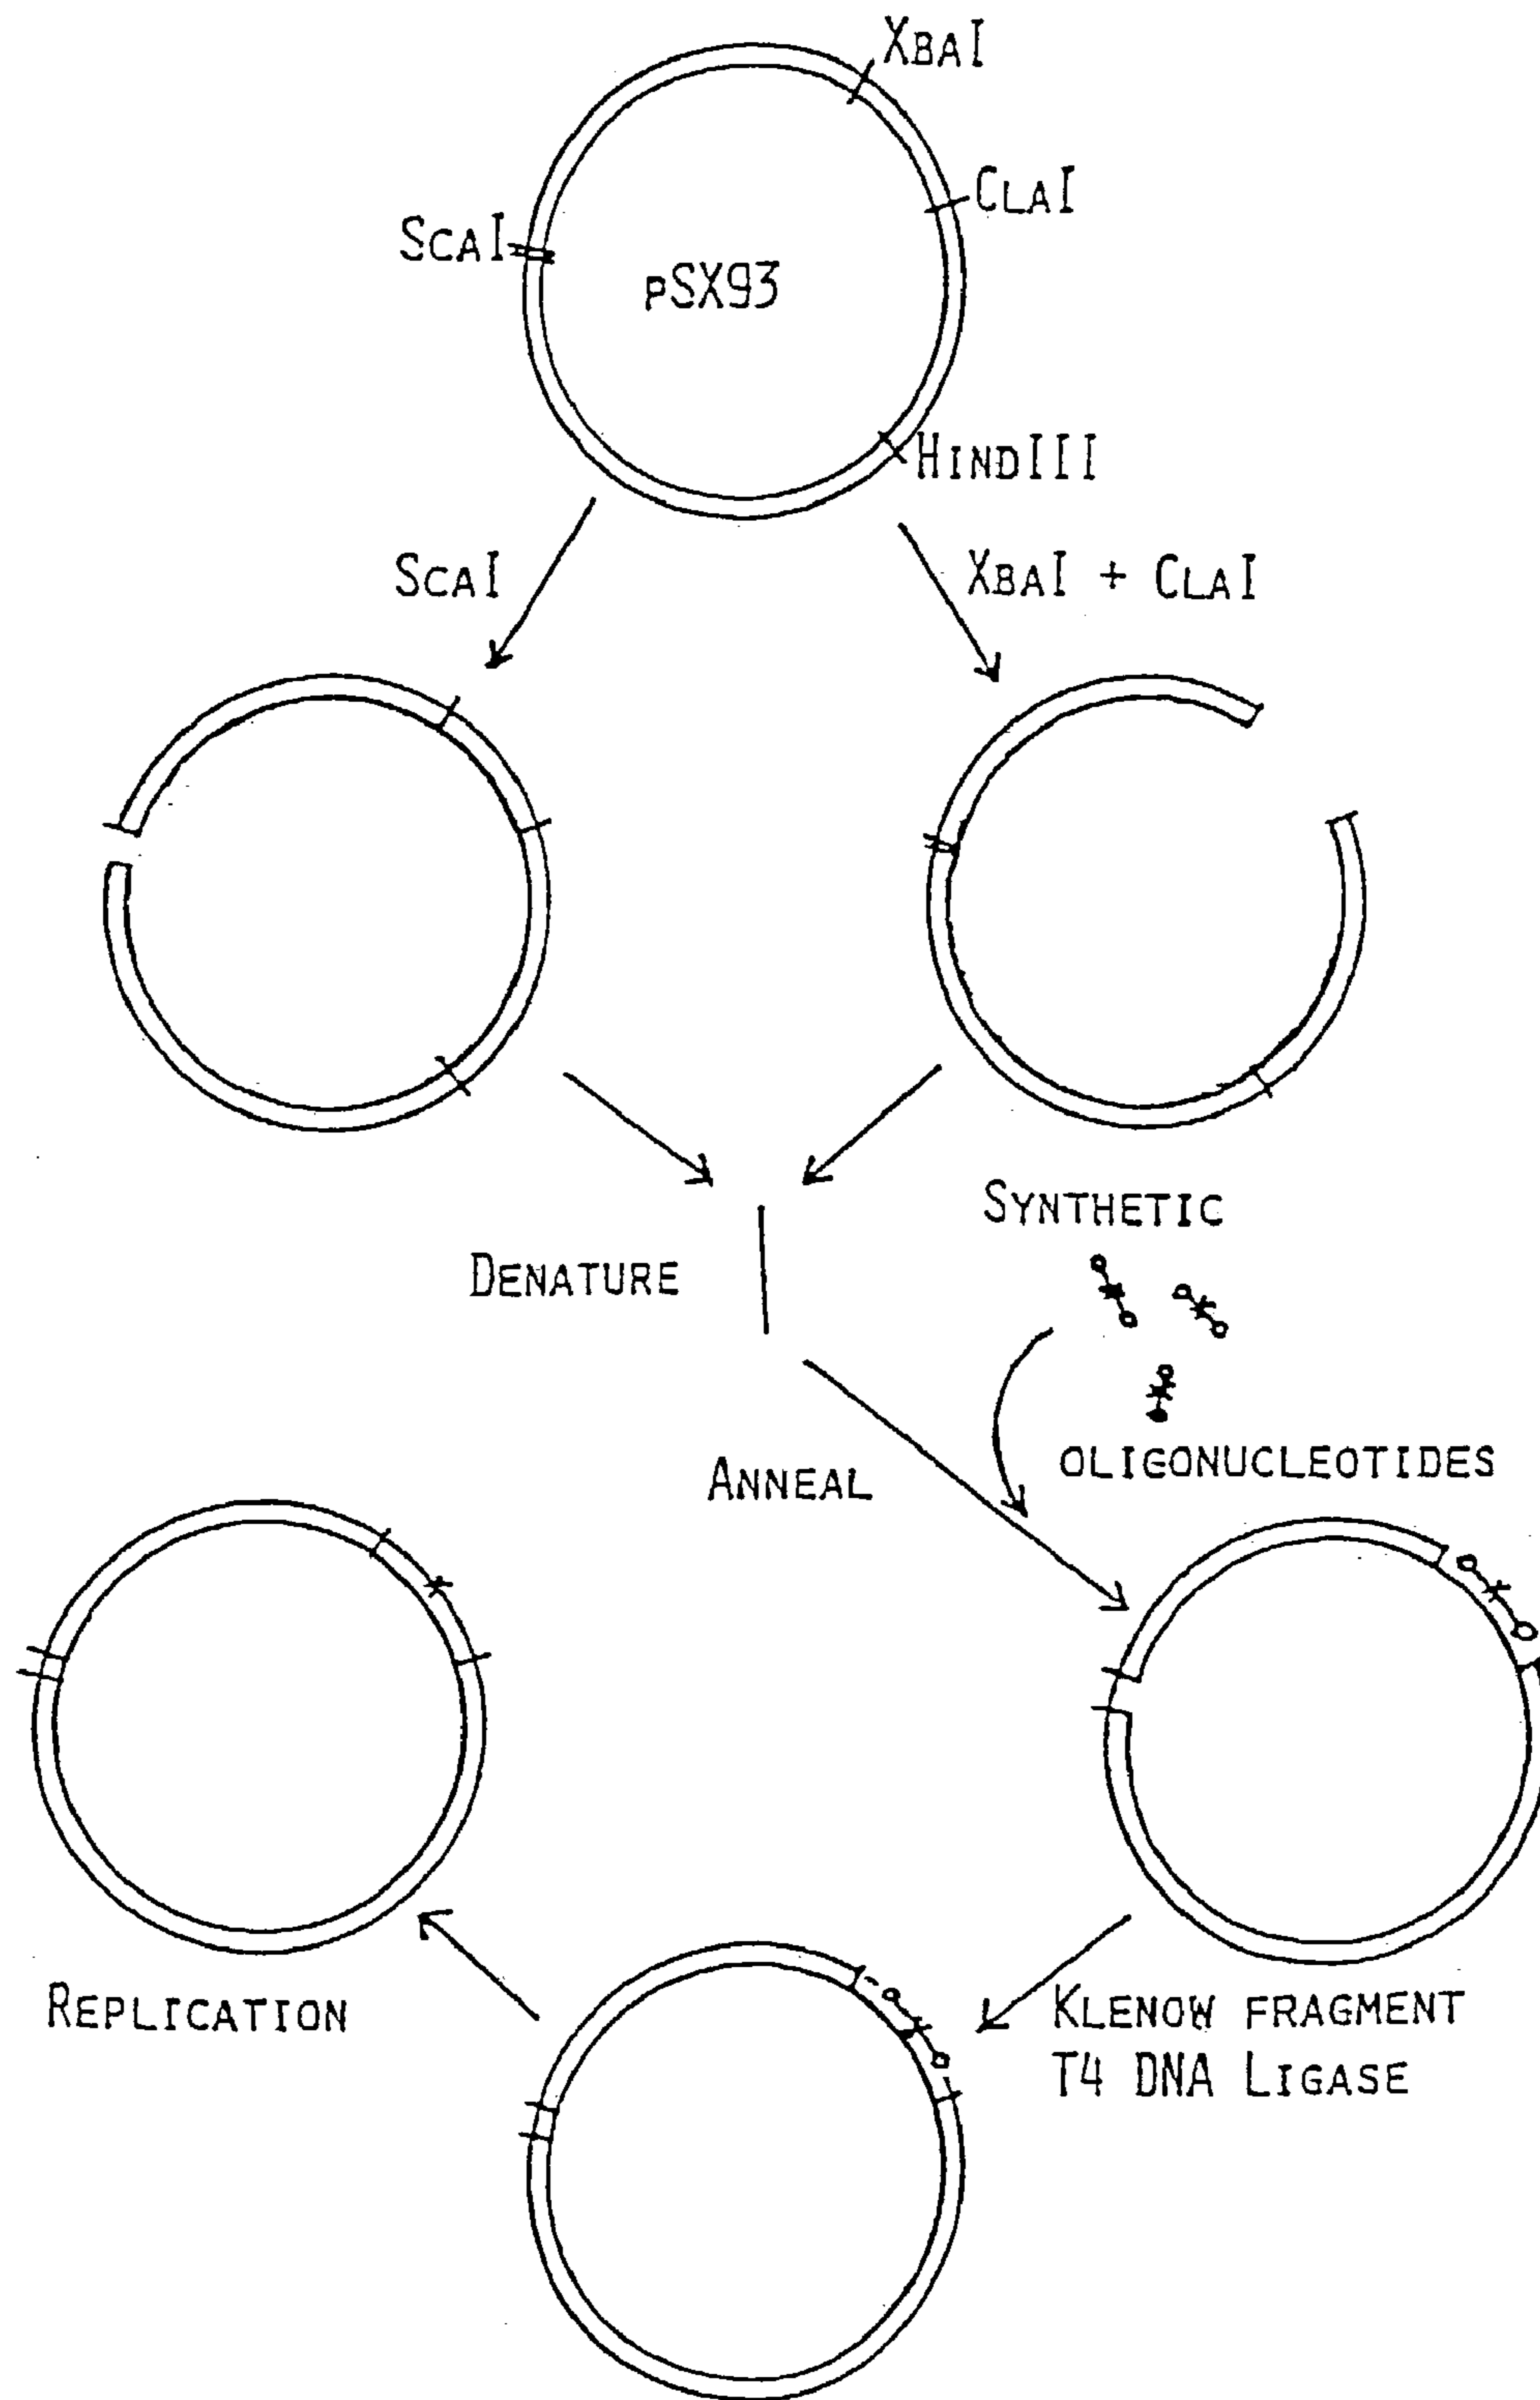 XbaI
ClaI
ScaI
pSX93
HindIII
ScaI
XbaI + ClaI
Synthetic
Denature
Anneal
oligonucleotides
Replication
Klenow fragment
T4 DNA Ligase